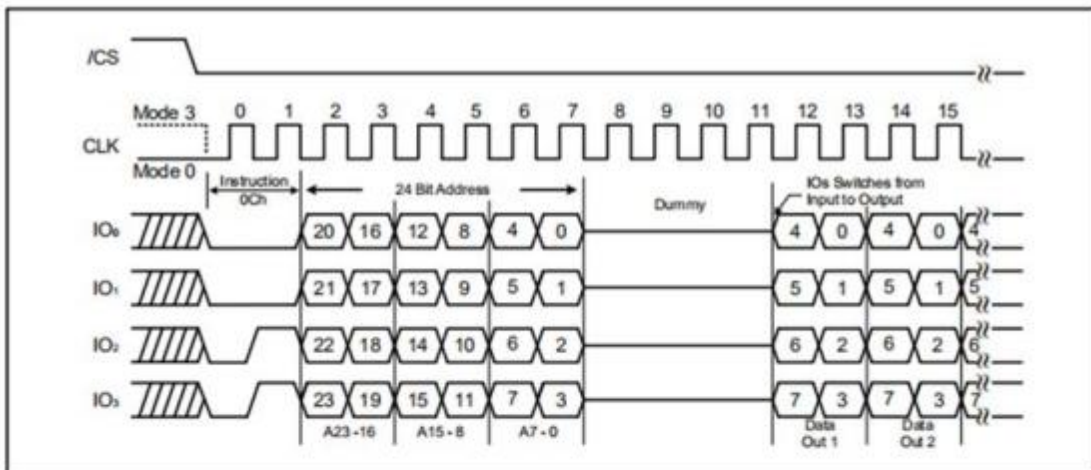 /CS
Mode 3 0 1 2 3 4 5 6 7 8 9 10 11 12 13 14 15
CLK
Mode 0
Instruction
0Ch
24 Bit Address
Dummy
IOs Switches from
Input to Output
IO₀ 20 16 12 8 4 0 4 0 4 0 4
IO₁ 21 17 13 9 5 1 5 1 5 1 5
IO₂ 22 18 14 10 6 2 6 2 6 2 6
IO₃ 23 19 15 11 7 3 7 3 7 3 7
A23-16 A15-8 A7-0
Data
Out 1
Data
Out 2